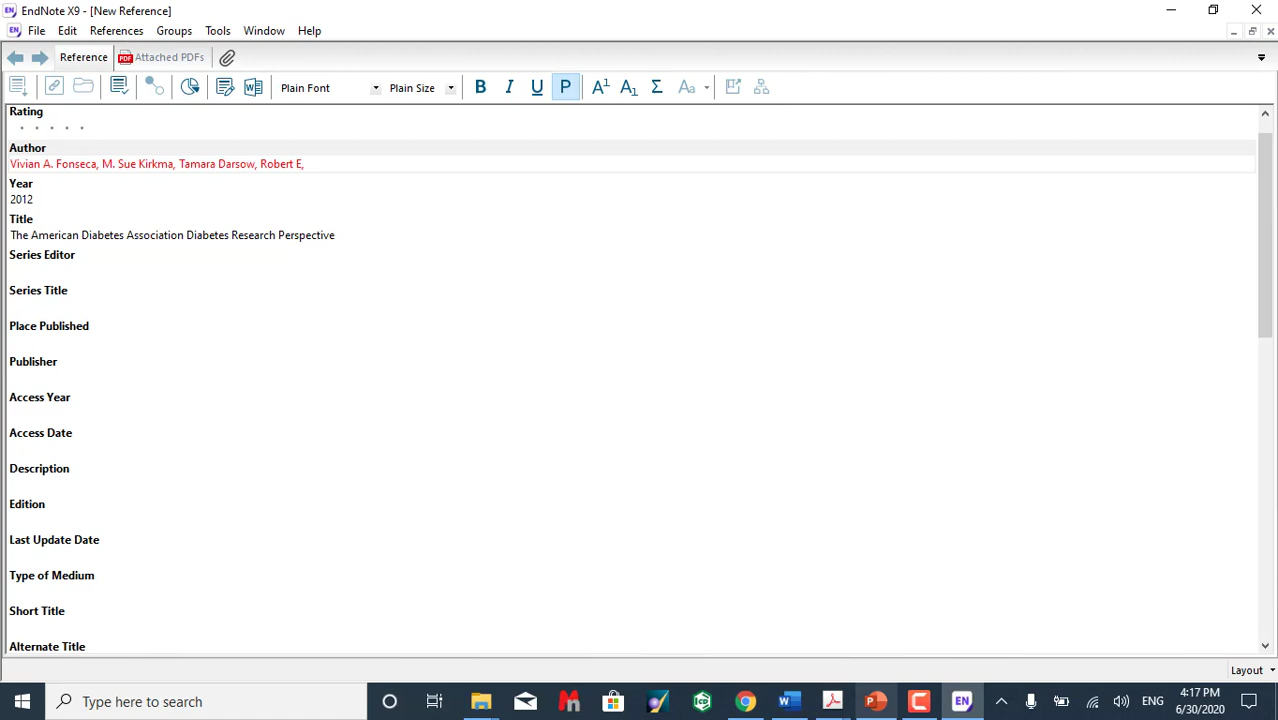 EndNote X9 - [New Reference]
File Edit References Groups Tools Window Help
Reference Attached PDFs
Plain Font Plain Size B I U P A1 A1 Σ Aa
Rating
Author
Vivian A. Fonseca, M. Sue Kirkma, Tamara Darsow, Robert E,
Year
2012
Title
The American Diabetes Association Diabetes Research Perspective
Series Editor
Series Title
Place Published
Publisher
Access Year
Access Date
Description
Edition
Last Update Date
Type of Medium
Short Title
Alternate Title
Layout
Type here to search
ENG
4:17 PM
6/30/2020